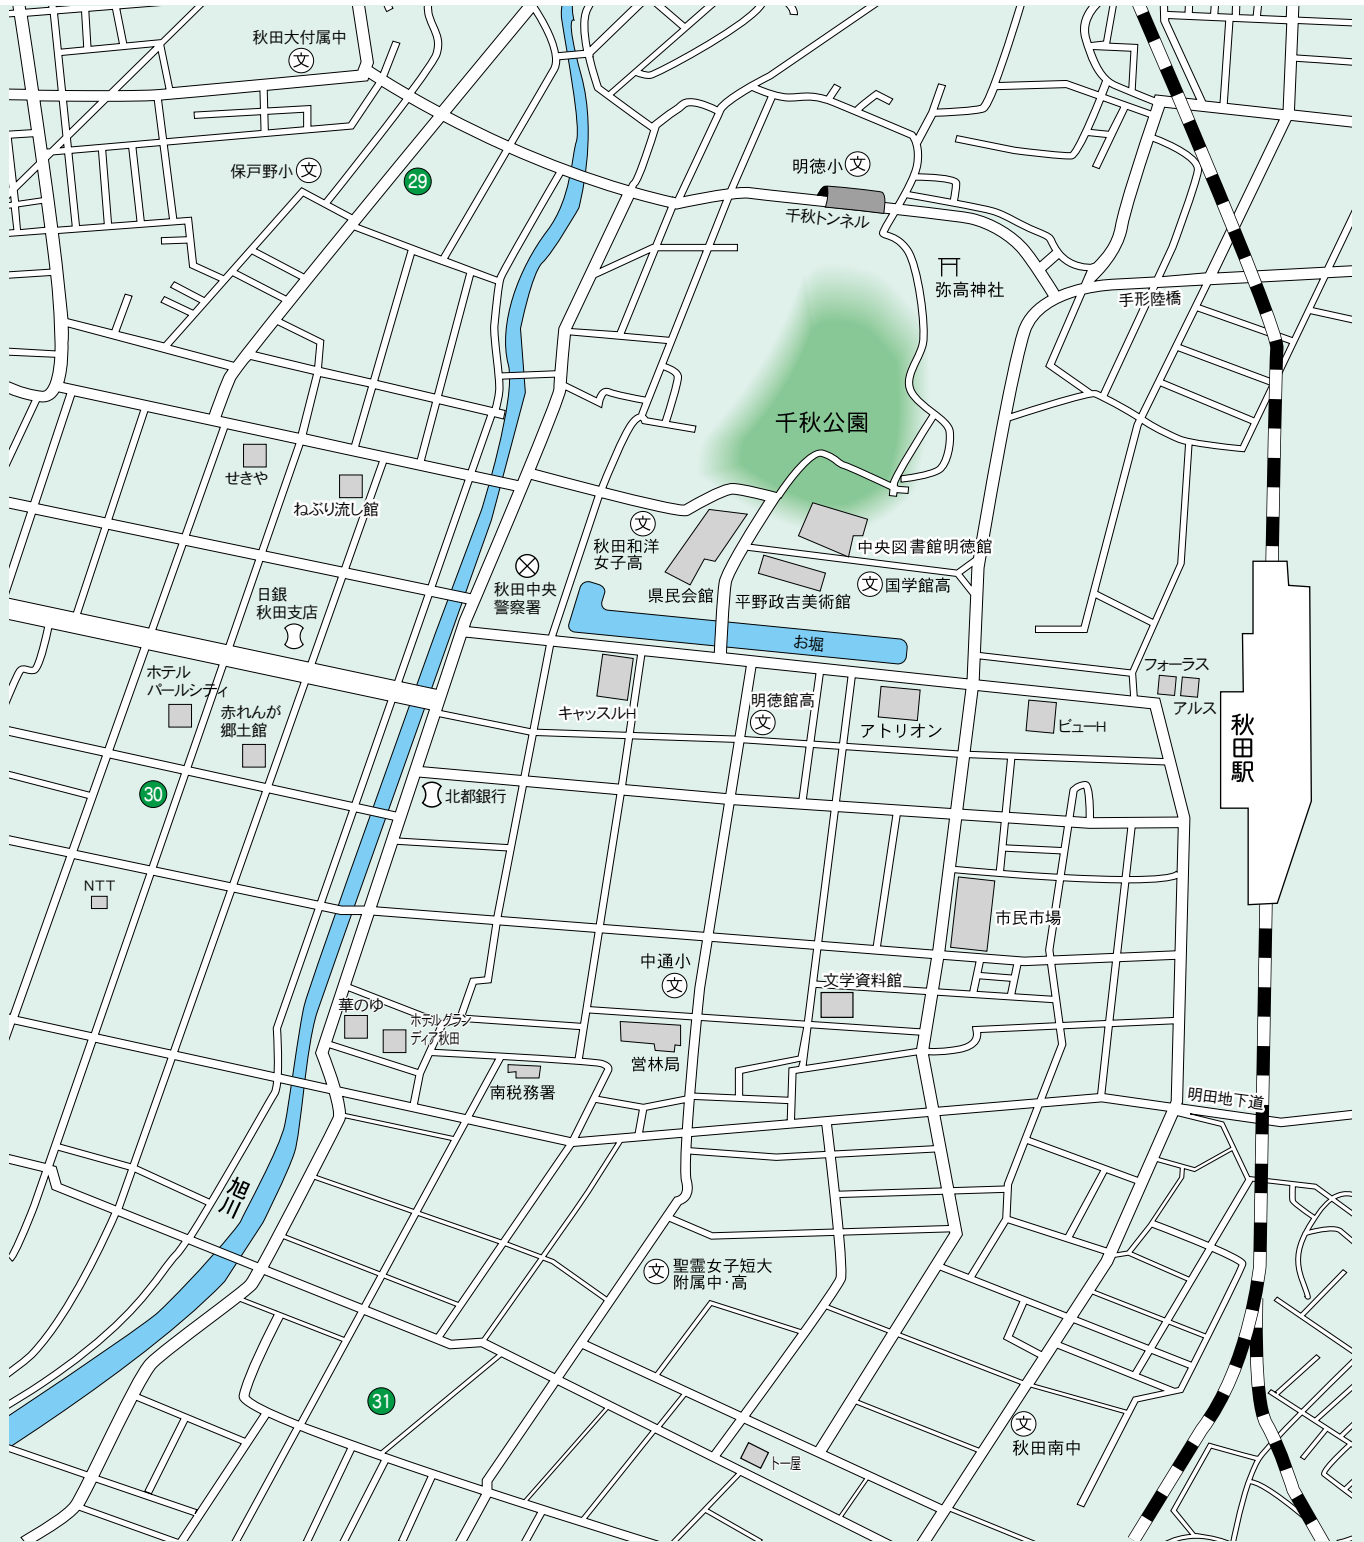 秋田大付属中
文
保戸野小
文
29
明徳小
文
千秋トンネル
弥高神社
手形陸橋
千秋公園
せきや
ねぶり流し館
文
秋田和洋
女子高
中央図書館明徳館
秋田中央
警察署
県民会館
平野政吉美術館
文
国学館高
日銀
秋田支店
お堀
ホテル
パールシティ
赤れんが
郷土館
キャッスルH
明徳館高
文
アトリオン
ビューH
フォーラス
アルス
秋田駅
30
北都銀行
NTT
市民市場
中通小
文
文学資料館
華のゆ
ホテルグラン
ティア秋田
営林局
南税務署
明田地下道
旭川
文
聖霊女子短大
附属中・高
31
文
秋田南中
トー屋